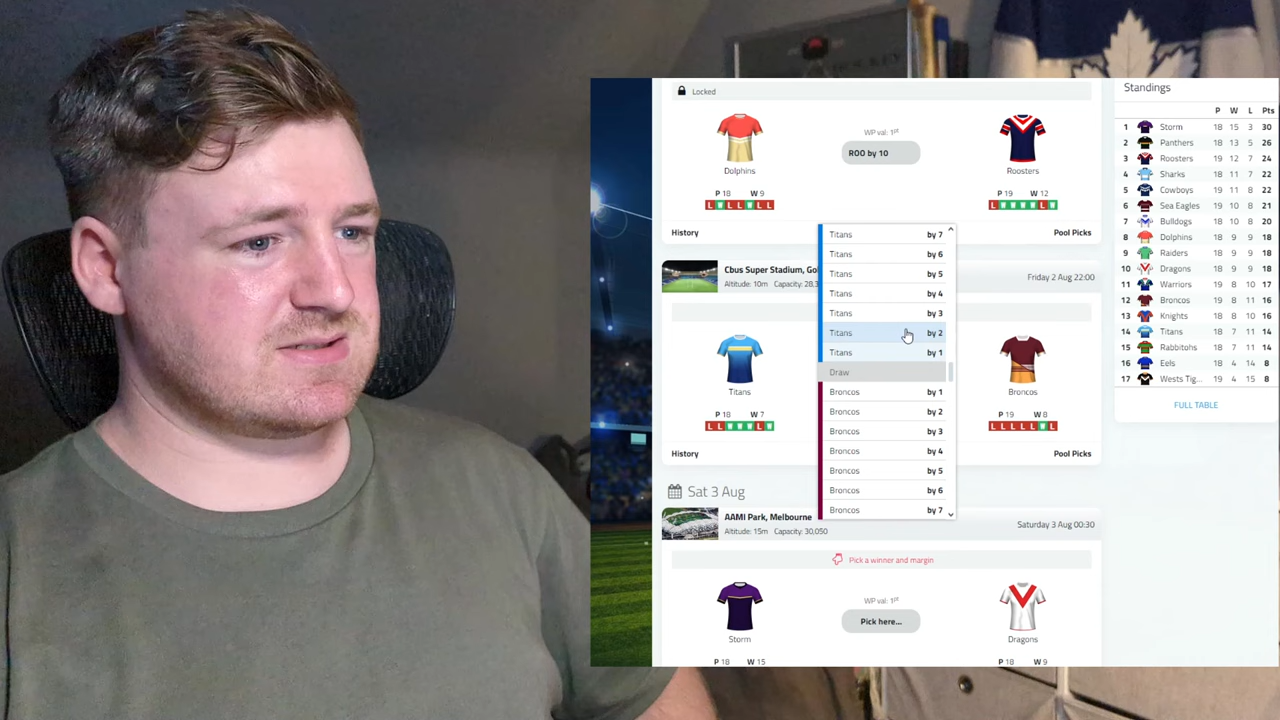 Locked
Dolphins
P 18 W 9
L W L L W L L
WP val: 1pt
ROO by 10
Roosters
P 19 W 12
L W W W W L W
History
Pool Picks
Cbus Super Stadium, Gol
Altitude: 10m Capacity: 28,3
Friday 2 Aug 22:00
Titans by 7
Titans by 6
Titans by 5
Titans by 4
Titans by 3
Titans by 2
Titans by 1
Draw
Broncos by 1
Broncos by 2
Broncos by 3
Broncos by 4
Broncos by 5
Broncos by 6
Broncos by 7
Titans
P 18 W 7
L L W W W L W
Broncos
P 19 W 8
L L L L L W L
History
Pool Picks
Sat 3 Aug
AAMI Park, Melbourne
Altitude: 15m Capacity: 30,050
Saturday 3 Aug 00:30
Pick a winner and margin
WP val: 1pt
Pick here...
Storm
P 18 W 15
Dragons
P 18 W 9
Standings
P W L Pts
1 Storm 18 15 3 30
2 Panthers 18 13 5 26
3 Roosters 19 12 7 24
4 Sharks 18 11 7 22
5 Cowboys 19 11 8 22
6 Sea Eagles 19 10 8 21
7 Bulldogs 18 10 8 20
8 Dolphins 18 9 9 18
9 Raiders 18 9 9 18
10 Dragons 18 9 9 18
11 Warriors 19 8 10 17
12 Broncos 19 8 11 16
13 Knights 18 8 10 16
14 Titans 18 7 11 14
15 Rabbitohs 18 7 11 14
16 Eels 18 4 14 8
17 Wests Tig... 19 4 15 8
FULL TABLE